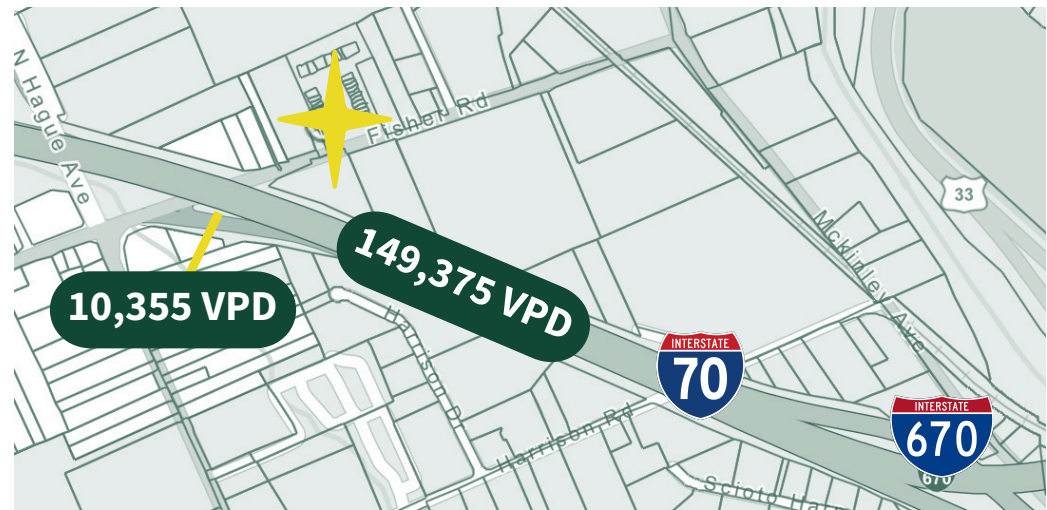 N Hague Ave
Fisher Rd
33
149,375 VPD
10,355 VPD
Mckinley Ave
Harrison D
INTERSTATE
70
INTERSTATE
670
670
Harrison Rd
Scioto Har